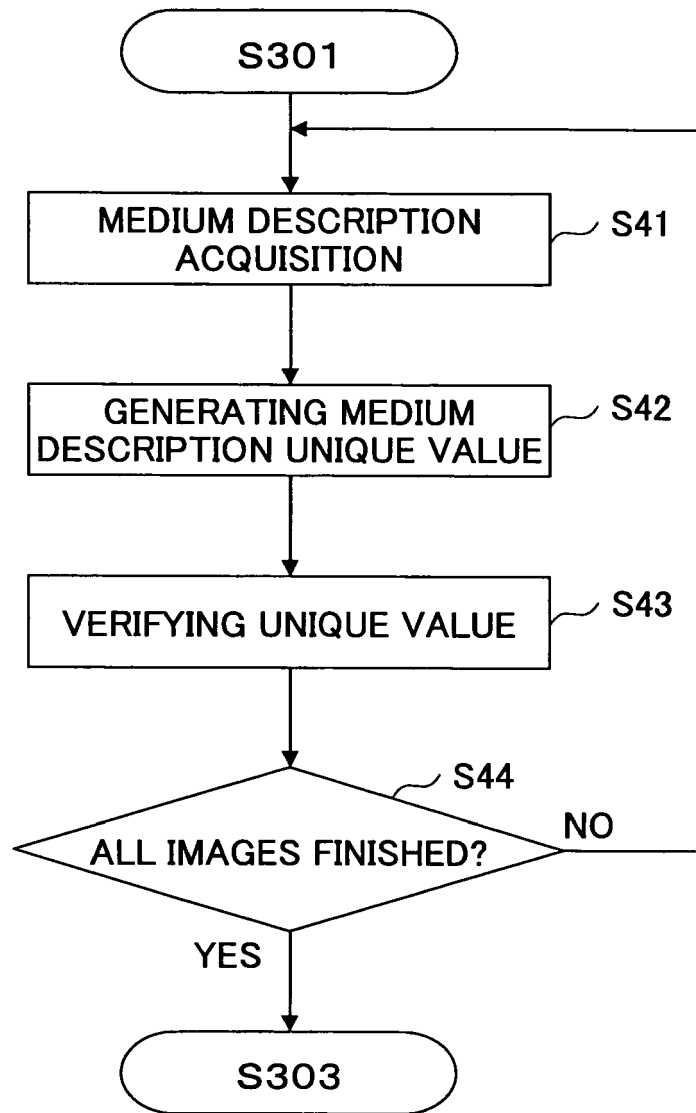 S301
MEDIUM DESCRIPTION
ACQUISITION
S41
GENERATING MEDIUM
DESCRIPTION UNIQUE VALUE
S42
VERIFYING UNIQUE VALUE
S43
S44
ALL IMAGES FINISHED?
NO
YES
S303